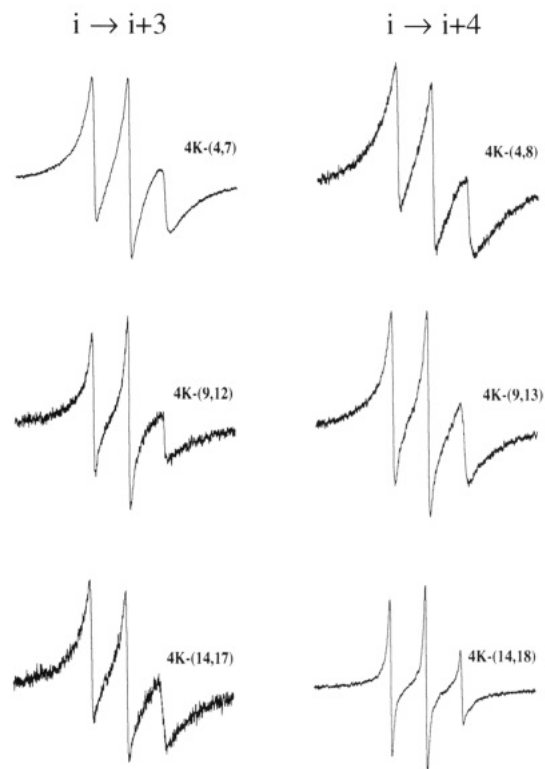 i → i+3
i → i+4
4K-(4,7)
4K-(4,8)
4K-(9,12)
4K-(9,13)
4K-(14,17)
4K-(14,18)